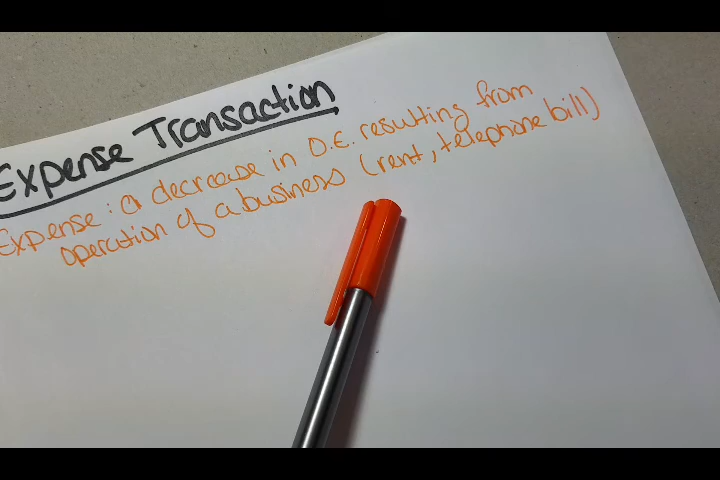 Expense Transaction
Expense: a decrease in O.E. resulting from
operation of a business (rent, telephone bill)